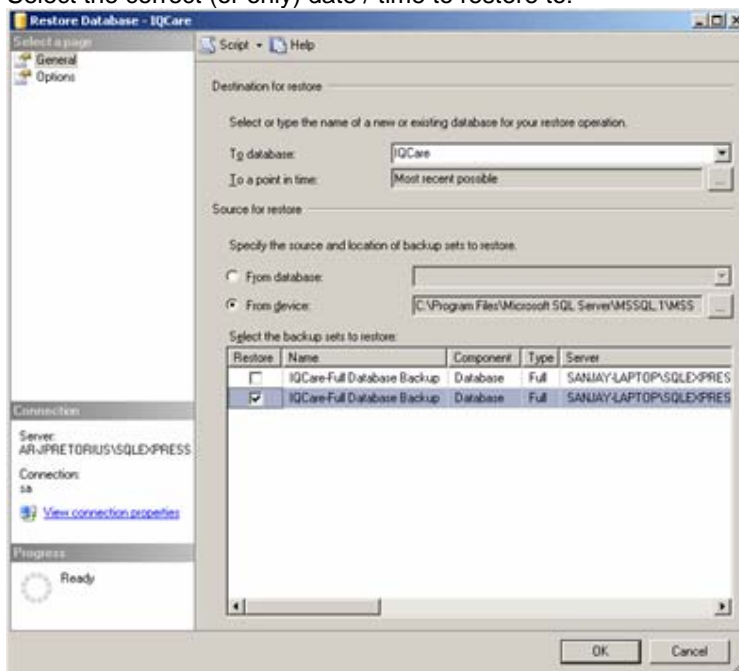 Select the correct (or only) date / time to restore to.
Restore Database - IQCare
Select a page
General
Options
Script Help
Destination for restore
Select or type the name of a new or existing database for your restore operation.
To database: IQCare
To a point in time: Most recent possible ...
Source for restore
Specify the source and location of backup sets to restore.
From database:
From device: C:\Program Files\Microsoft SQL Server\MSSQL.1\MSS ...
Select the backup sets to restore:
Restore Name Component Type Server
IQCare-Full Database Backup Database Full SANJAY-LAPTOP\SQLEXPRES
IQCare-Full Database Backup Database Full SANJAY-LAPTOP\SQLEXPRES
Connection
Server:
AR-JPRETORIUS\SQLEXPRESS
Connection:
sa
View connection properties
Progress
Ready
OK Cancel